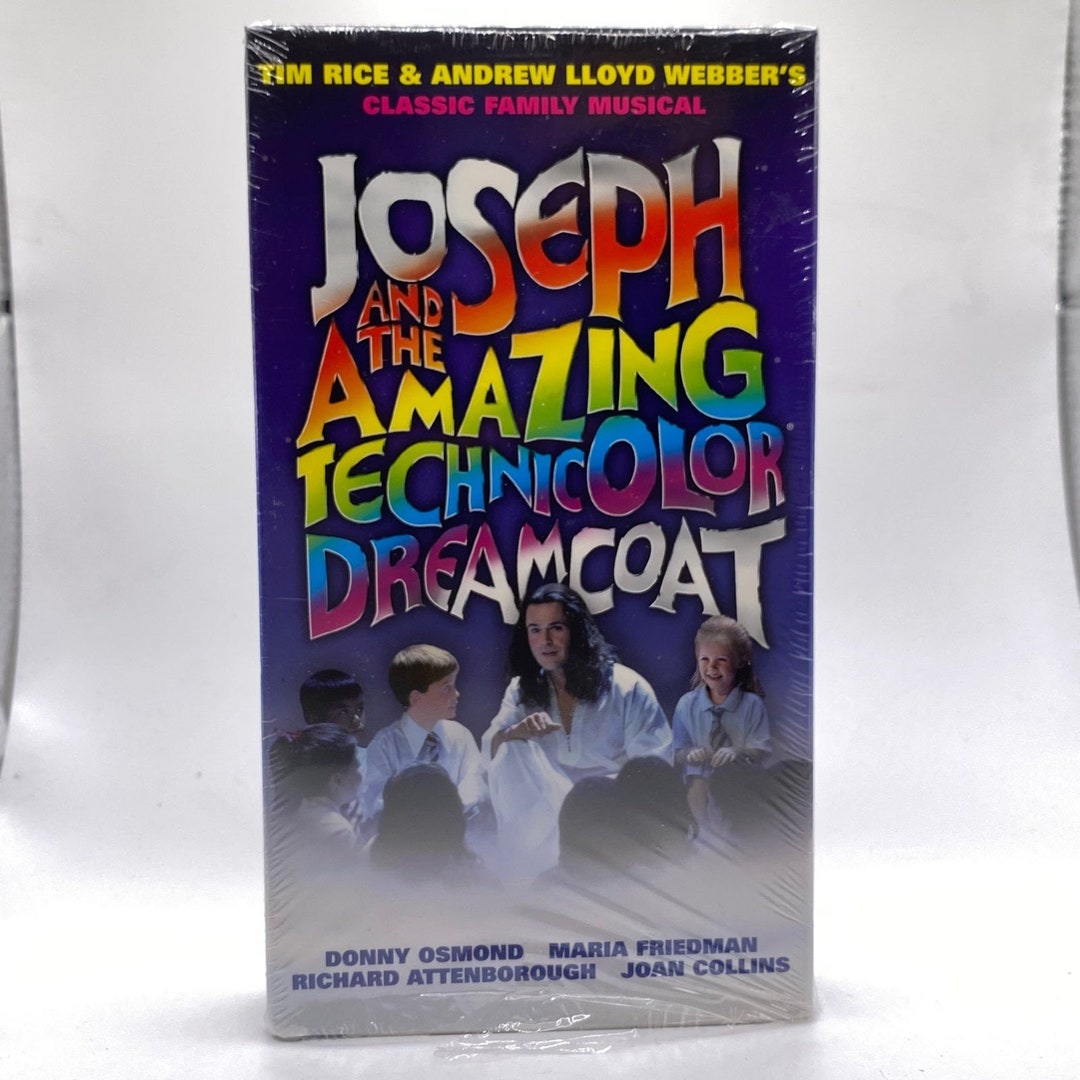 TIM RICE & ANDREW LLOYD WEBBER'S
CLASSIC FAMILY MUSICAL
JOSEPH
AND THE
AMAZING
TECHNICOLOR®
DREAMCOAT
DONNY OSMOND MARIA FRIEDMAN
RICHARD ATTENBOROUGH JOAN COLLINS